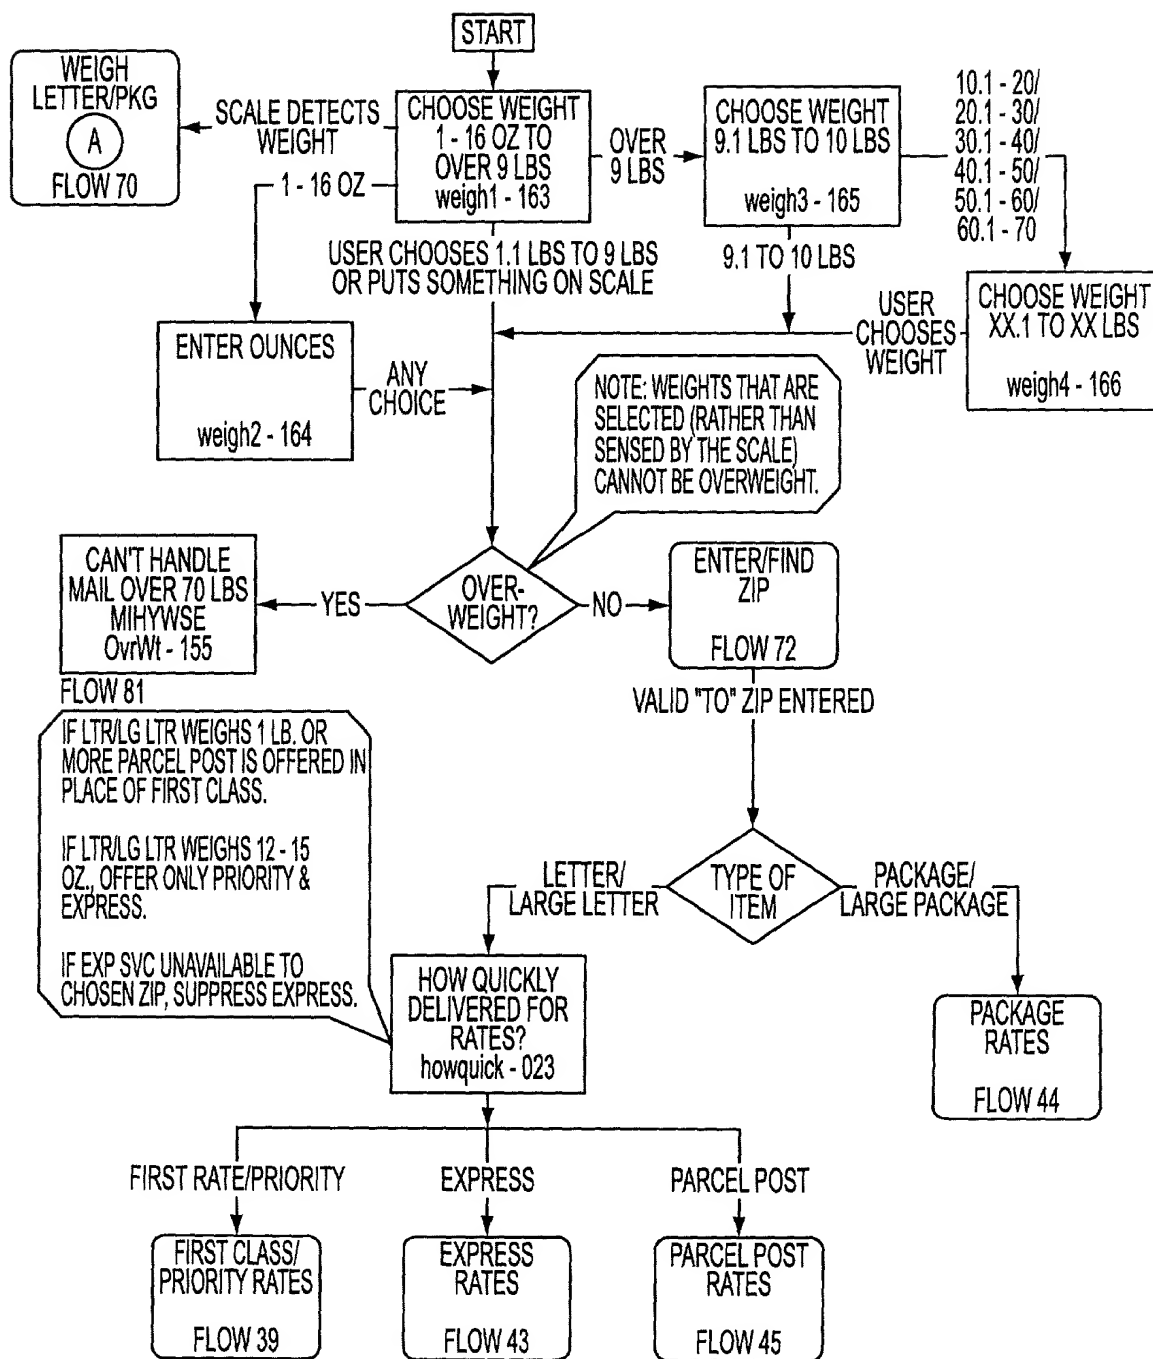 START
WEIGH
LETTER/PKG
A
FLOW 70
SCALE DETECTS
WEIGHT
CHOOSE WEIGHT
1 - 16 OZ TO
OVER 9 LBS
weigh1 - 163
OVER
9 LBS
CHOOSE WEIGHT
9.1 LBS TO 10 LBS
weigh3 - 165
10.1 - 20/
20.1 - 30/
30.1 - 40/
40.1 - 50/
50.1 - 60/
60.1 - 70
1 - 16 OZ
USER CHOOSES 1.1 LBS TO 9 LBS
OR PUTS SOMETHING ON SCALE
9.1 TO 10 LBS
CHOOSE WEIGHT
XX.1 TO XX LBS
weigh4 - 166
USER
CHOOSES
WEIGHT
ENTER OUNCES
weigh2 - 164
ANY
CHOICE
NOTE: WEIGHTS THAT ARE
SELECTED (RATHER THAN
SENSED BY THE SCALE)
CANNOT BE OVERWEIGHT.
CAN'T HANDLE
MAIL OVER 70 LBS
MIHYWSE
OvrWt - 155
FLOW 81
YES
OVER-
WEIGHT?
NO
ENTER/FIND
ZIP
FLOW 72
VALID "TO" ZIP ENTERED
IF LTR/LG LTR WEIGHS 1 LB. OR
MORE PARCEL POST IS OFFERED IN
PLACE OF FIRST CLASS.
IF LTR/LG LTR WEIGHS 12 - 15
OZ., OFFER ONLY PRIORITY &
EXPRESS.
IF EXP SVC UNAVAILABLE TO
CHOSEN ZIP, SUPPRESS EXPRESS.
LETTER/
LARGE LETTER
TYPE OF
ITEM
PACKAGE/
LARGE PACKAGE
HOW QUICKLY
DELIVERED FOR
RATES?
howquick - 023
PACKAGE
RATES
FLOW 44
FIRST RATE/PRIORITY
EXPRESS
PARCEL POST
FIRST CLASS/
PRIORITY RATES
FLOW 39
EXPRESS
RATES
FLOW 43
PARCEL POST
RATES
FLOW 45